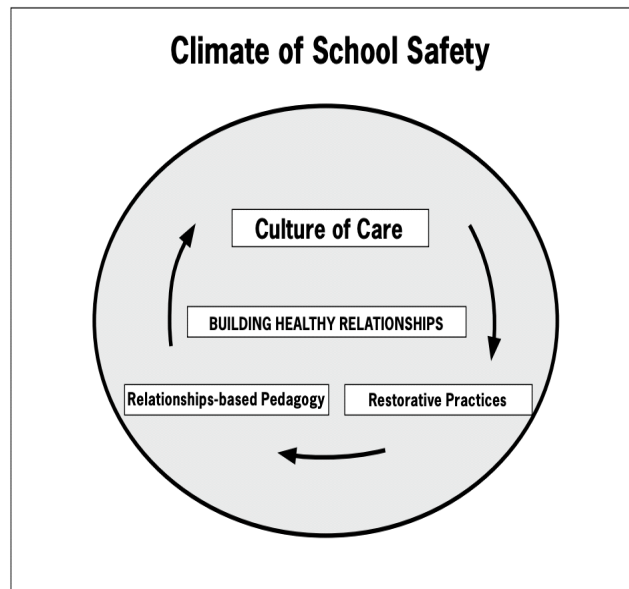 Climate of School Safety
Culture of Care
BUILDING HEALTHY RELATIONSHIPS
Relationships-based Pedagogy
Restorative Practices